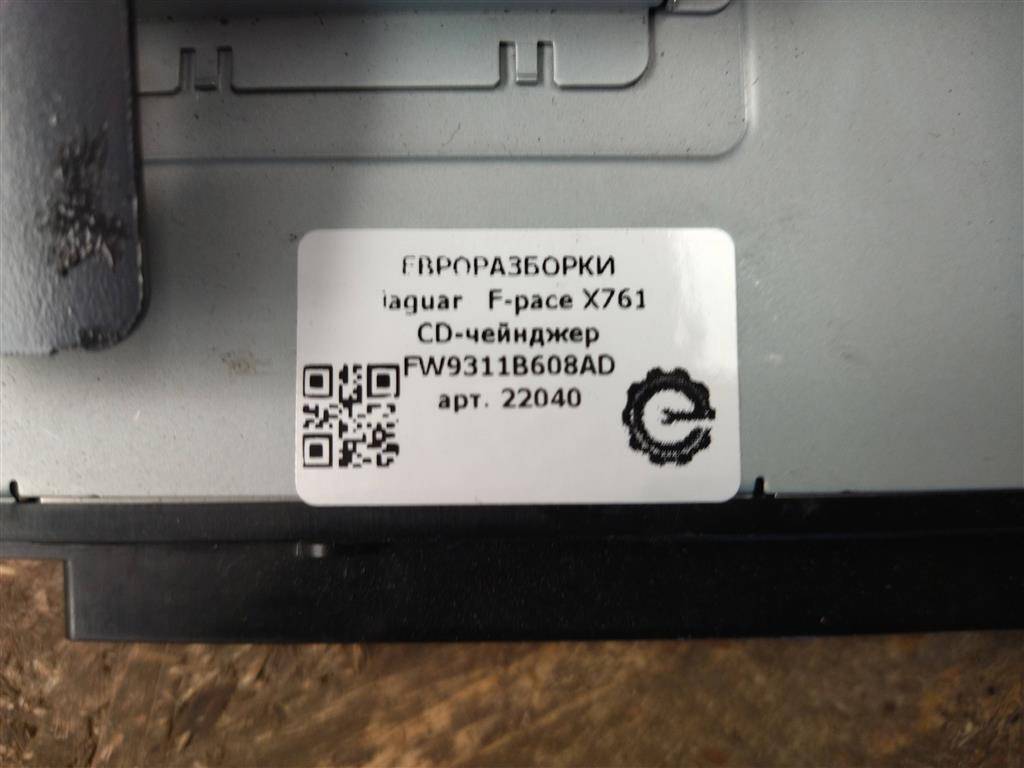 ЕВРОРАЗБОРКИ
Jaguar F-pace X761
CD-чейнджер
FW9311B608AD
арт. 22040